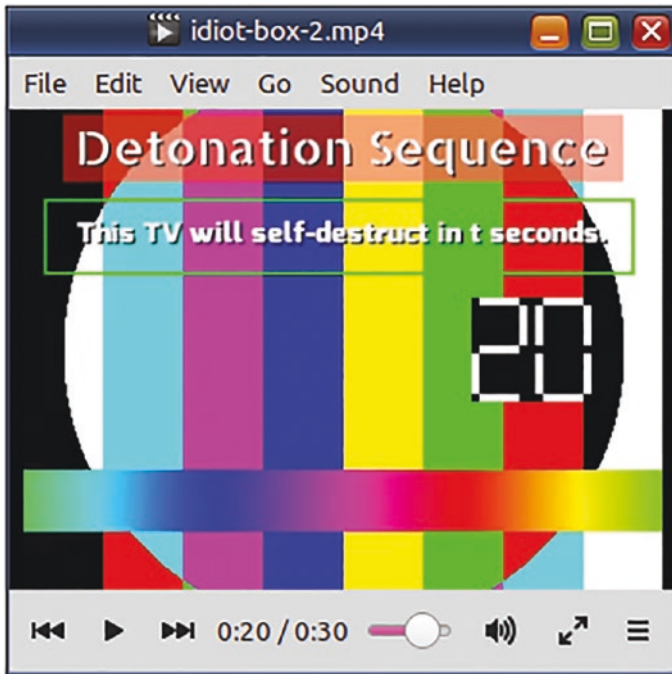 idiot-box-2.mp4
File Edit View Go Sound Help
Detonation Sequence
This TV will self-destruct in t seconds.
20
0:20 / 0:30